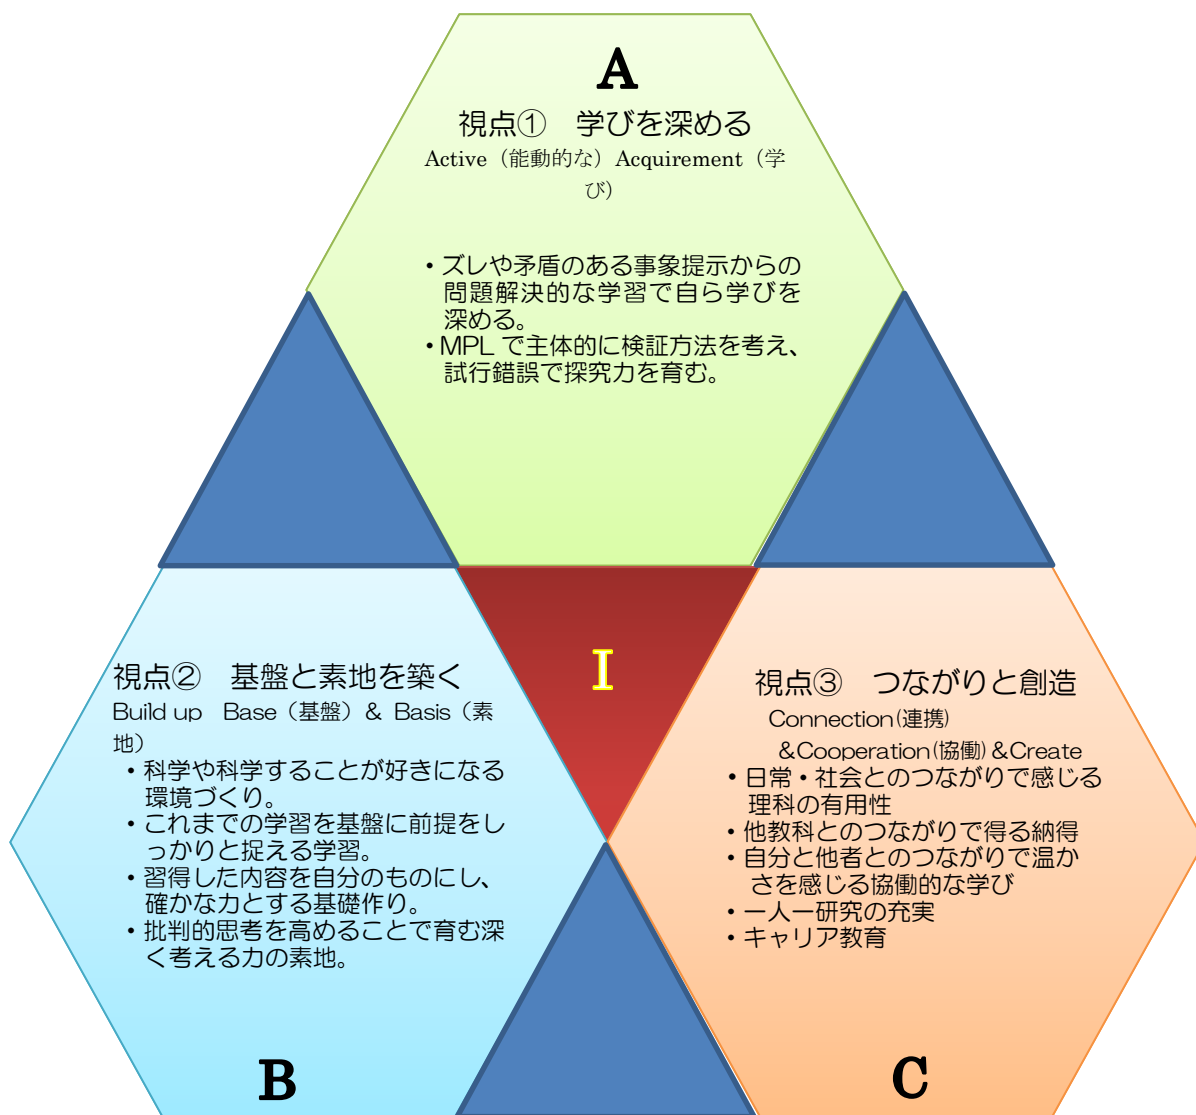 A
視点① 学びを深める
Active（能動的な）Acquirement（学
び）
・ズレや矛盾のある事象提示からの
問題解決的な学習で自ら学びを
深める。
・MPL で主体的に検証方法を考え、
試行錯誤で探究力を育む。
I
視点② 基盤と素地を築く
Build up Base（基盤）& Basis（素
地）
・科学や科学することが好きになる
環境づくり。
・これまでの学習を基盤に前提をし
っかりと捉える学習。
・習得した内容を自分のものにし、
確かな力とする基礎作り。
・批判的思考を高めることで育む深
く考える力の素地。
B
視点③ つながりと創造
Connection(連携)
&Cooperation(協働)&Create
・日常・社会とのつながりで感じる
理科の有用性
・他教科とのつながりで得る納得
・自分と他者とのつながりで温か
さを感じる協働的な学び
・一人一研究の充実
・キャリア教育
C